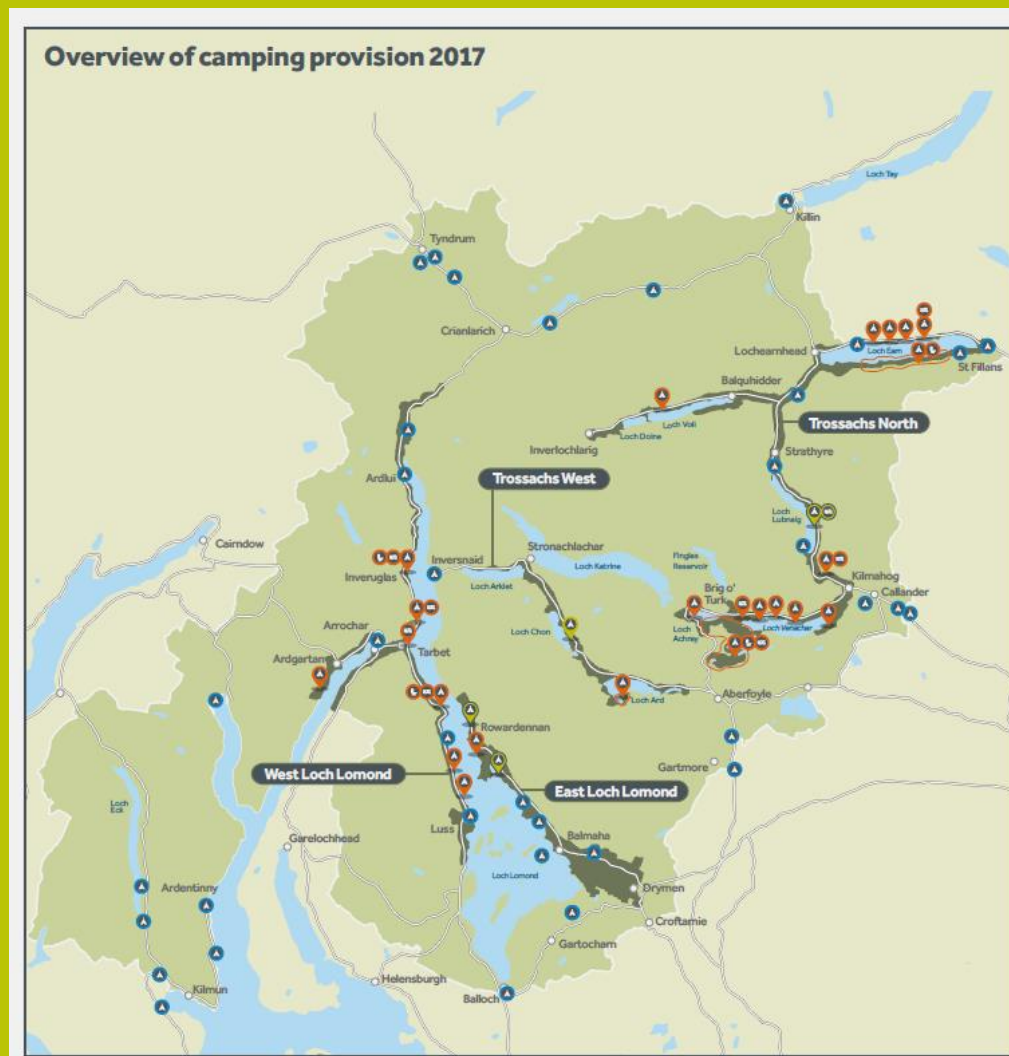 Overview of camping provision 2017
Loch Tay
Killin
Tyndrum
Crianlarich
Lochearnhead
Loch Earn
St Fillans
Balquhidder
Loch Voil
Loch Doine
Inverlochlarig
Trossachs North
Strathyre
Ardlui
Trossachs West
Loch
Lubnaig
Cairndow
Inversnaid
Stronachlachar
Loch Katrine
Finglas
Reservoir
Inveruglas
Loch Arklet
Brig o'
Turk
Kilmahog
Callander
Arrochar
Loch Chon
Loch
Achray
Loch Venachar
Ardgartan
Tarbet
Loch Ard
Aberfoyle
Rowardennan
West Loch Lomond
East Loch Lomond
Gartmore
Loch
Eck
Luss
Garelochhead
Balmaha
Loch Lomond
Ardentinny
Drymen
Croftamie
Gartocharn
Helensburgh
Kilmun
Balloch